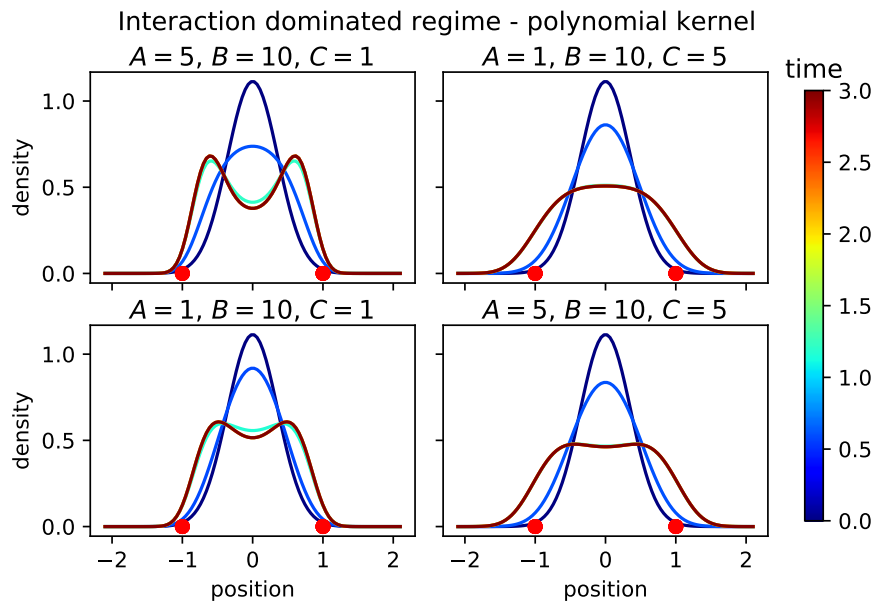 Interaction dominated regime - polynomial kernel
A = 5, B = 10, C = 1
A = 1, B = 10, C = 5
time
density
1.0
0.5
0.0
3.0
2.5
2.0
1.5
1.0
0.5
0.0
A = 1, B = 10, C = 1
A = 5, B = 10, C = 5
density
1.0
0.5
0.0
−2 −1 0 1 2
−2 −1 0 1 2
position
position